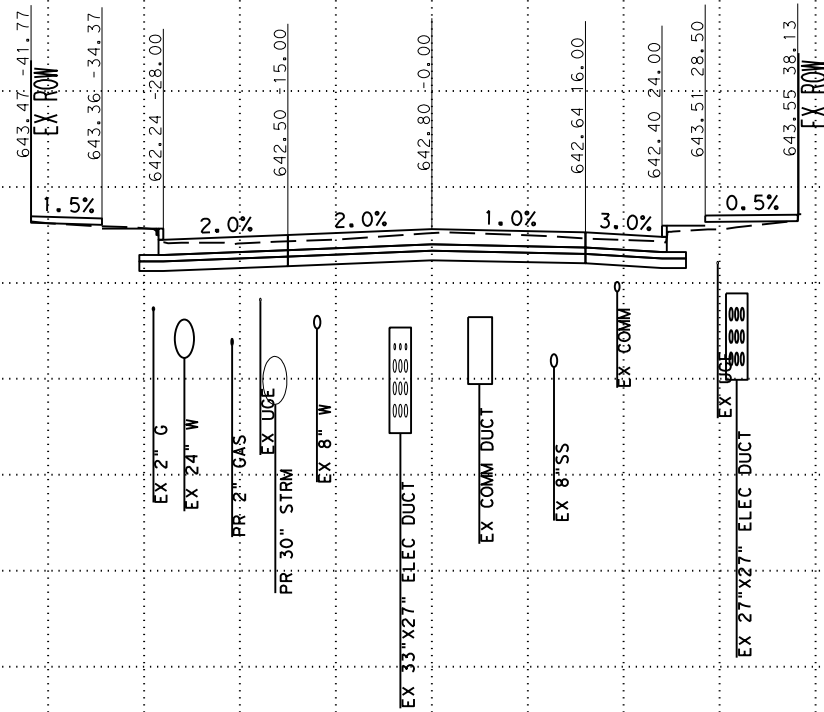 643.47 -41.77
EX ROW
643.36 -34.37
642.24 -28.00
642.50 -15.00
642.80 -0.00
642.64 16.00
642.40 24.00
643.51 28.50
643.55 38.13
EX ROW
1.5%
2.0%
2.0%
1.0%
3.0%
0.5%
EX 2" G
EX 24" W
PR 2" GAS
EX UGE
PR 30" STRM
EX 8" W
EX 33"X27" ELEC DUCT
EX COMM DUCT
EX 8"SS
EX COMM
EX UGE
EX 27"X27" ELEC DUCT